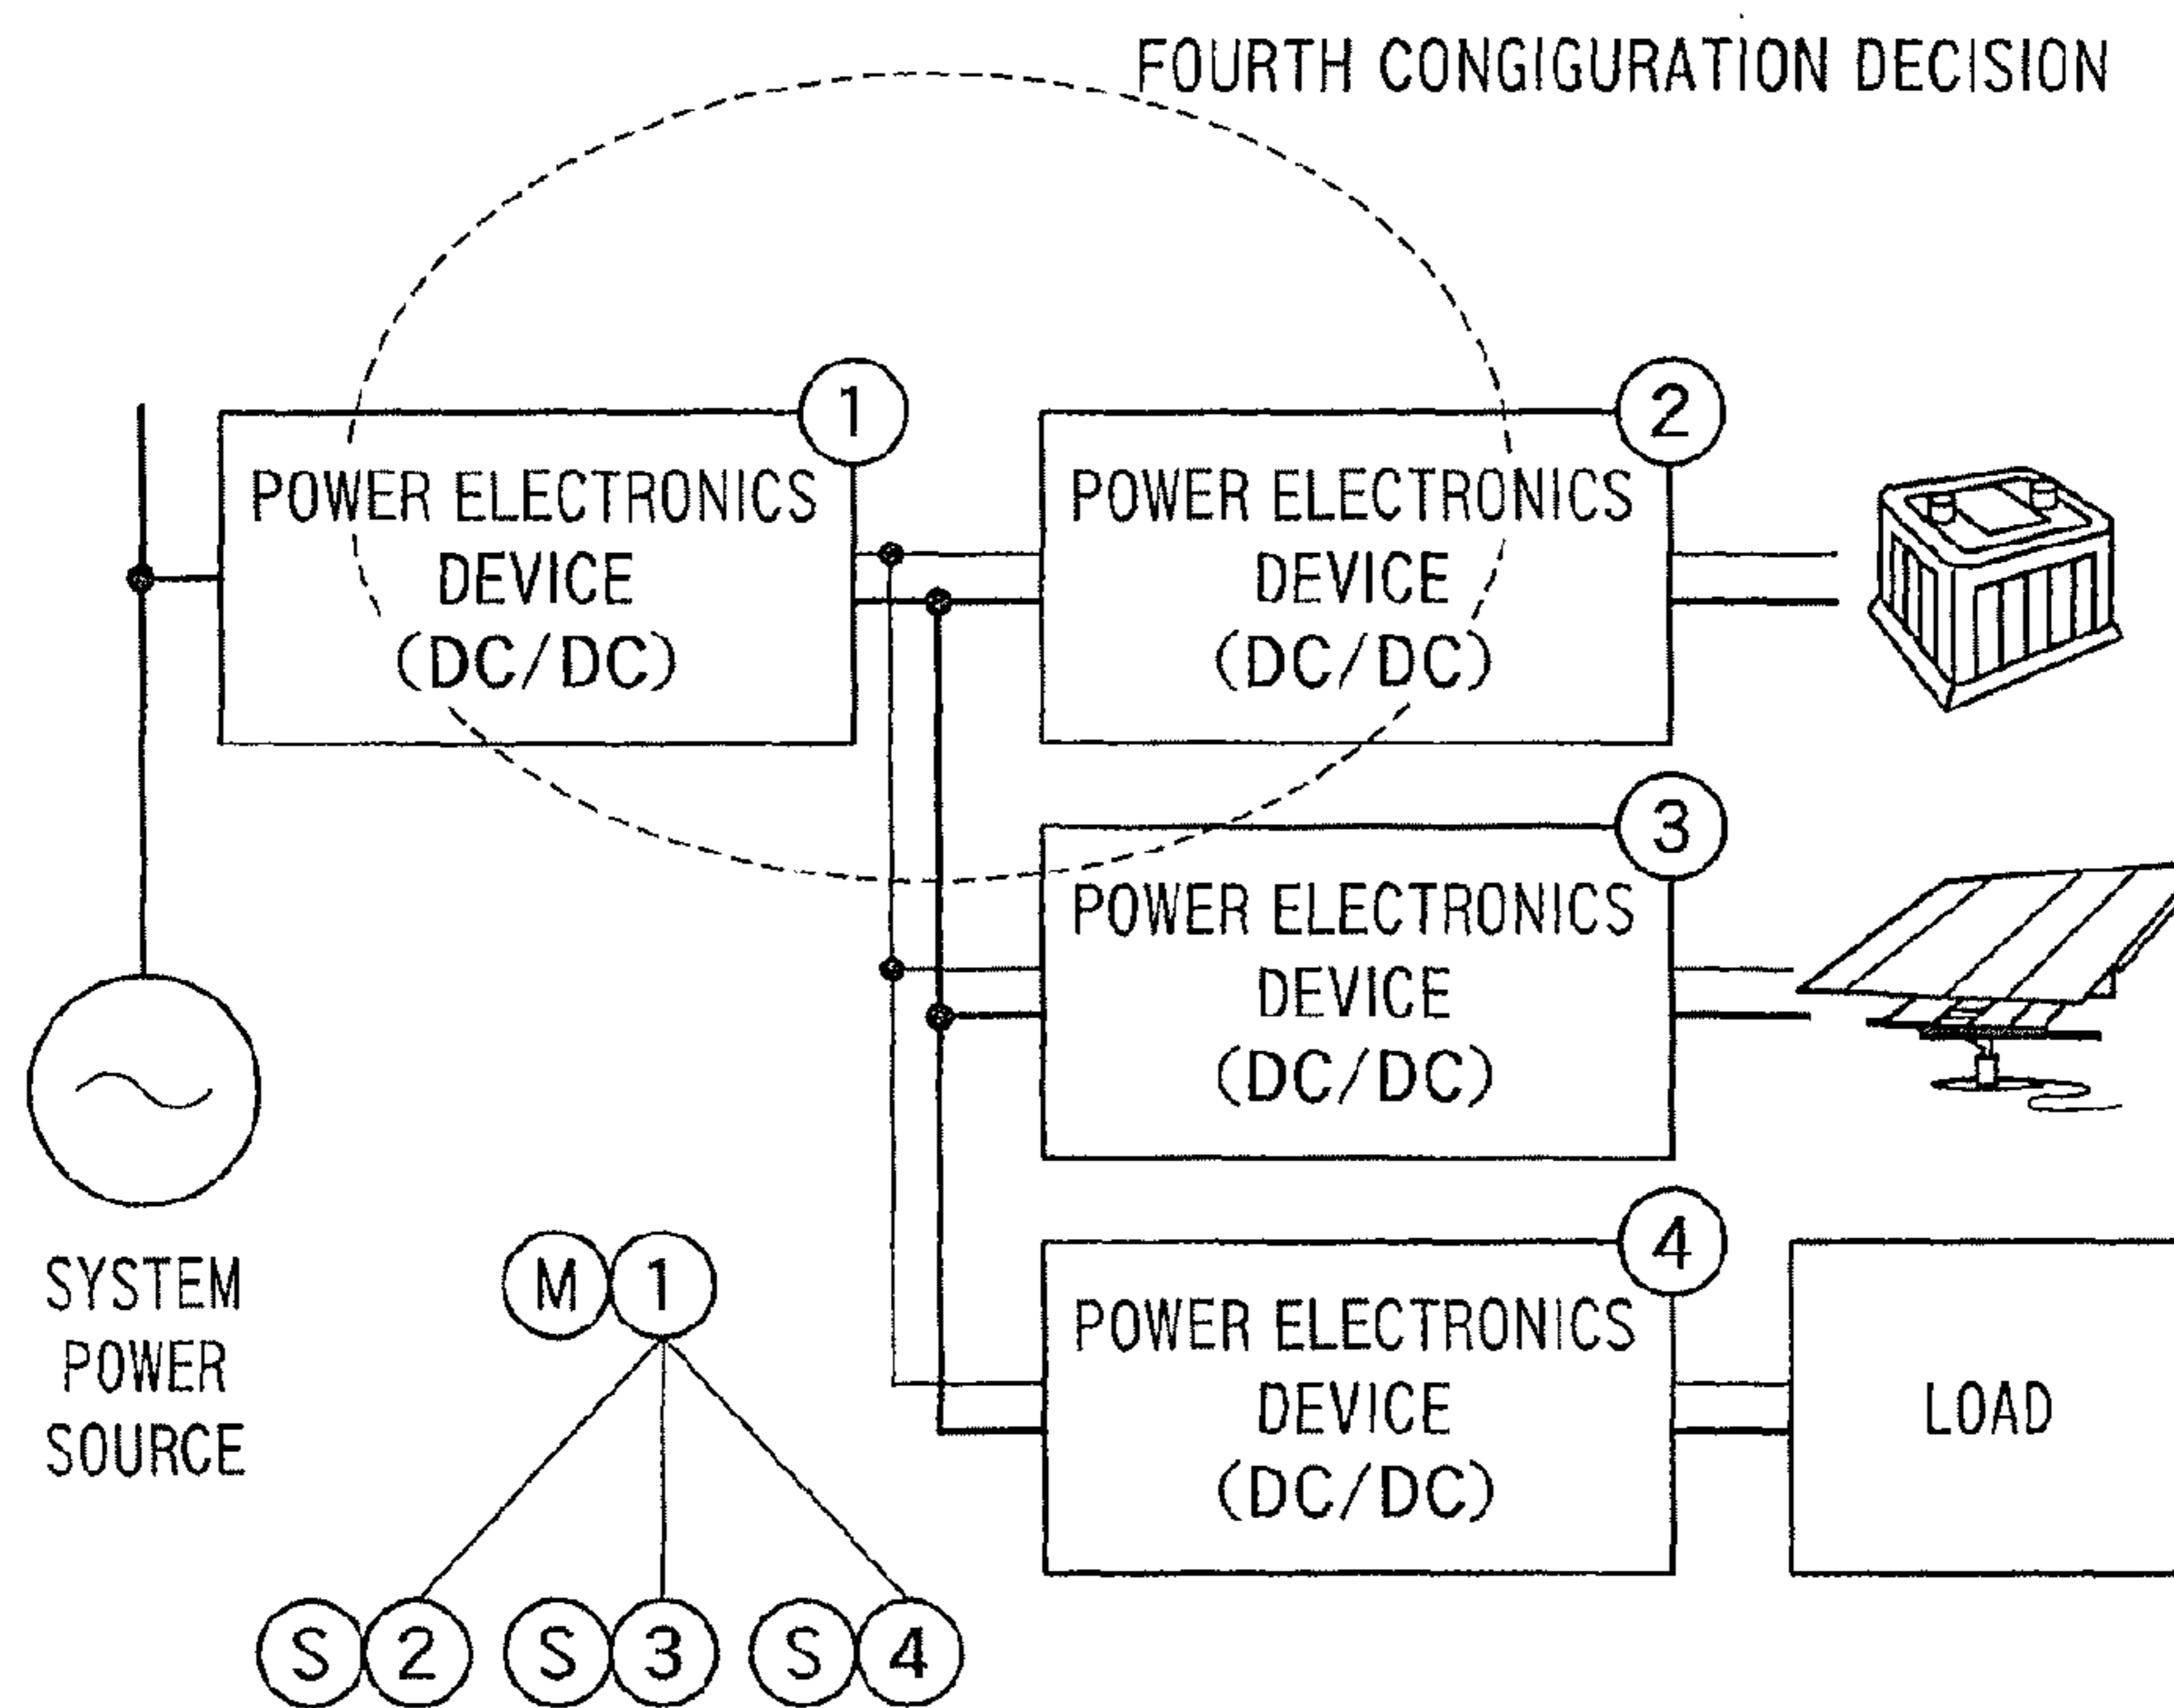 FOURTH CONGIGURATION DECISION
1
POWER ELECTRONICS
DEVICE
(DC/DC)
2
POWER ELECTRONICS
DEVICE
(DC/DC)
3
POWER ELECTRONICS
DEVICE
(DC/DC)
4
POWER ELECTRONICS
DEVICE
(DC/DC)
LOAD
SYSTEM
POWER
SOURCE
M 1
S 2 S 3 S 4